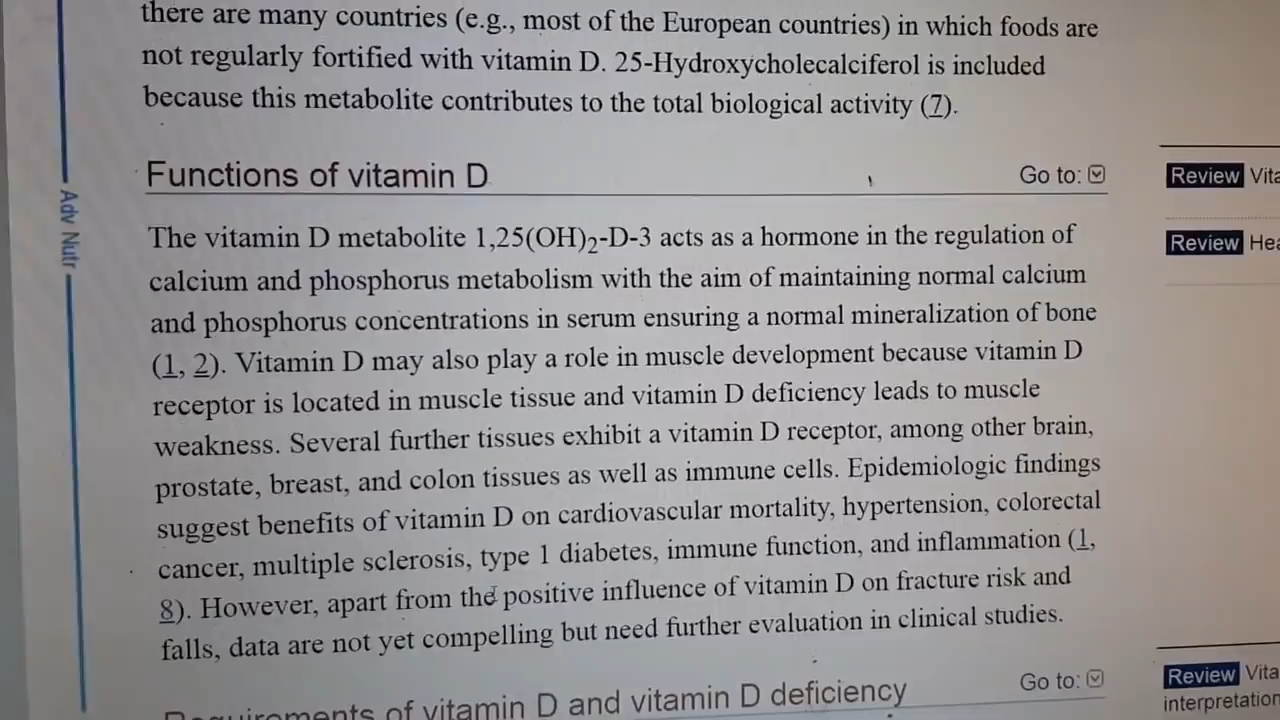 there are many countries (e.g., most of the European countries) in which foods are
not regularly fortified with vitamin D. 25-Hydroxycholecalciferol is included
because this metabolite contributes to the total biological activity (7).
Functions of vitamin D
Go to:
The vitamin D metabolite 1,25(OH)2-D-3 acts as a hormone in the regulation of
calcium and phosphorus metabolism with the aim of maintaining normal calcium
and phosphorus concentrations in serum ensuring a normal mineralization of bone
(1, 2). Vitamin D may also play a role in muscle development because vitamin D
receptor is located in muscle tissue and vitamin D deficiency leads to muscle
weakness. Several further tissues exhibit a vitamin D receptor, among other brain,
prostate, breast, and colon tissues as well as immune cells. Epidemiologic findings
suggest benefits of vitamin D on cardiovascular mortality, hypertension, colorectal
cancer, multiple sclerosis, type 1 diabetes, immune function, and inflammation (1,
8). However, apart from the positive influence of vitamin D on fracture risk and
falls, data are not yet compelling but need further evaluation in clinical studies.
Requirements of vitamin D and vitamin D deficiency
Go to:
Adv Nutr
Review
Review
Review
interpretation